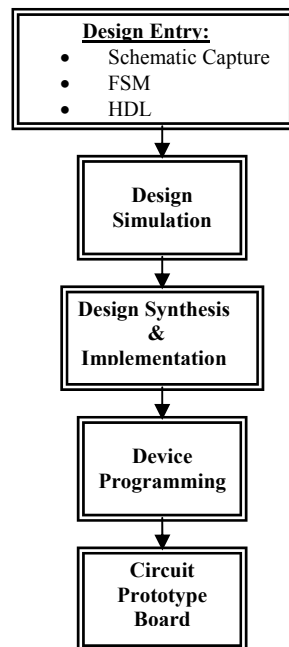 Design Entry:
• Schematic Capture
• FSM
• HDL
Design
Simulation
Design Synthesis
&
Implementation
Device
Programming
Circuit
Prototype
Board